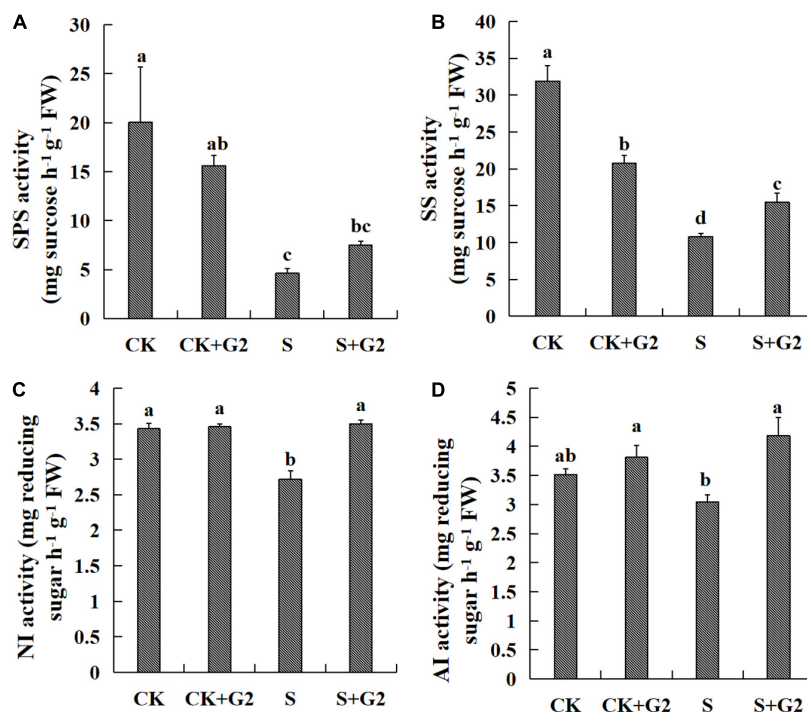 A
SPS activity
(mg surcose h⁻¹ g⁻¹ FW)
30
25
20
15
10
5
0
a
ab
c
bc
CK CK+G2 S S+G2
B
SS activity
(mg surcose h⁻¹ g⁻¹ FW)
40
35
30
25
20
15
10
5
0
a
b
d
c
CK CK+G2 S S+G2
C
NI activity (mg reducing
sugar h⁻¹ g⁻¹ FW)
4
3.5
3
2.5
2
1.5
1
0.5
0
a
a
b
a
CK CK+G2 S S+G2
D
AI activity (mg reducing
sugar h⁻¹ g⁻¹ FW)
5
4.5
4
3.5
3
2.5
2
1.5
1
0.5
0
ab
a
b
a
CK CK+G2 S S+G2